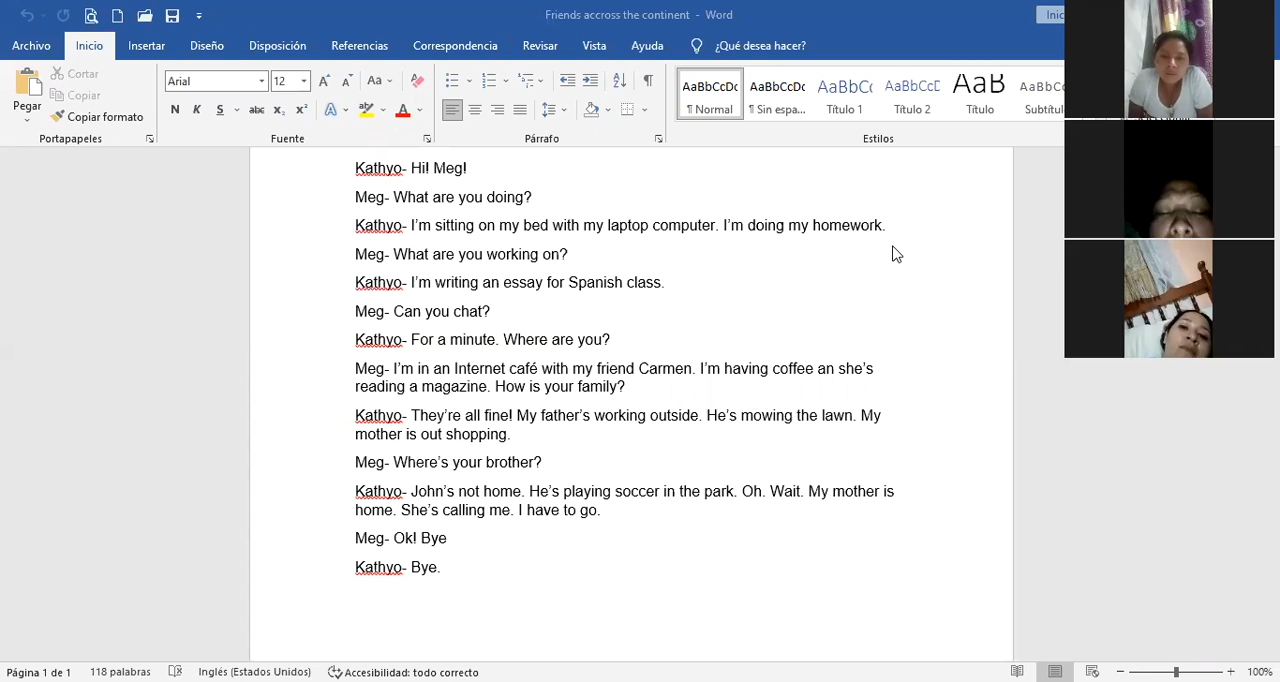 Friends accross the continent - Word
Inic
Archivo Inicio Insertar Diseño Disposición Referencias Correspondencia Revisar Vista Ayuda ¿Qué desea hacer?
Pegar
Cortar
Copiar
Copiar formato
Portapapeles
Arial 12
A A Aa A
N K S abc x₂ x² A A
Fuente
Párrafo
AaBbCcDc AaBbCcDc AaBbC AaBbCcD AaB AaBbCc
¶ Normal ¶ Sin espa... Título 1 Título 2 Título Subtítul
Estilos
Kathyo- Hi! Meg!
Meg- What are you doing?
Kathyo- I'm sitting on my bed with my laptop computer. I'm doing my homework.
Meg- What are you working on?
Kathyo- I'm writing an essay for Spanish class.
Meg- Can you chat?
Kathyo- For a minute. Where are you?
Meg- I'm in an Internet café with my friend Carmen. I'm having coffee an she's
reading a magazine. How is your family?
Kathyo- They're all fine! My father's working outside. He's mowing the lawn. My
mother is out shopping.
Meg- Where's your brother?
Kathyo- John's not home. He's playing soccer in the park. Oh. Wait. My mother is
home. She's calling me. I have to go.
Meg- Ok! Bye
Kathyo- Bye.
Página 1 de 1 118 palabras Inglés (Estados Unidos) Accesibilidad: todo correcto 100%